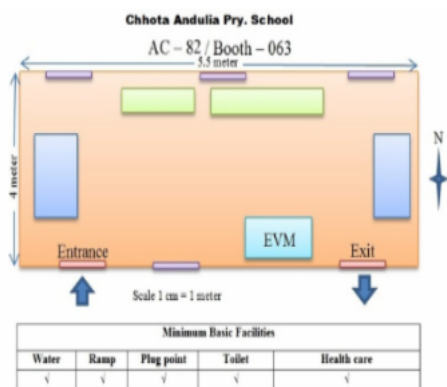 Chhota Andulia Pry. School
AC – 82 / Booth – 063
5.5 meter
4 meter
N
EVM
Entrance
Exit
Scale 1 cm = 1 meter
Minimum Basic Facilities
Water Ramp Plug point Toilet Health care
√ √ √ √ √